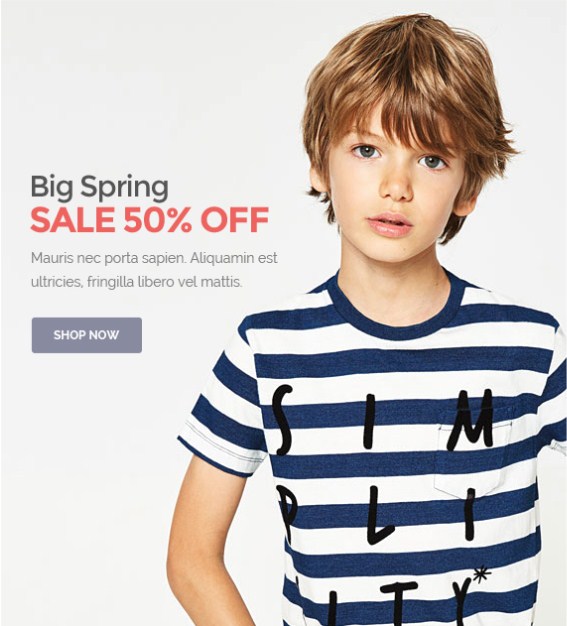 Big Spring
SALE 50% OFF
Mauris nec porta sapien. Aliquamin est
ultricies, fringilla libero vel mattis.
SHOP NOW
SIM
PLI
ITY*